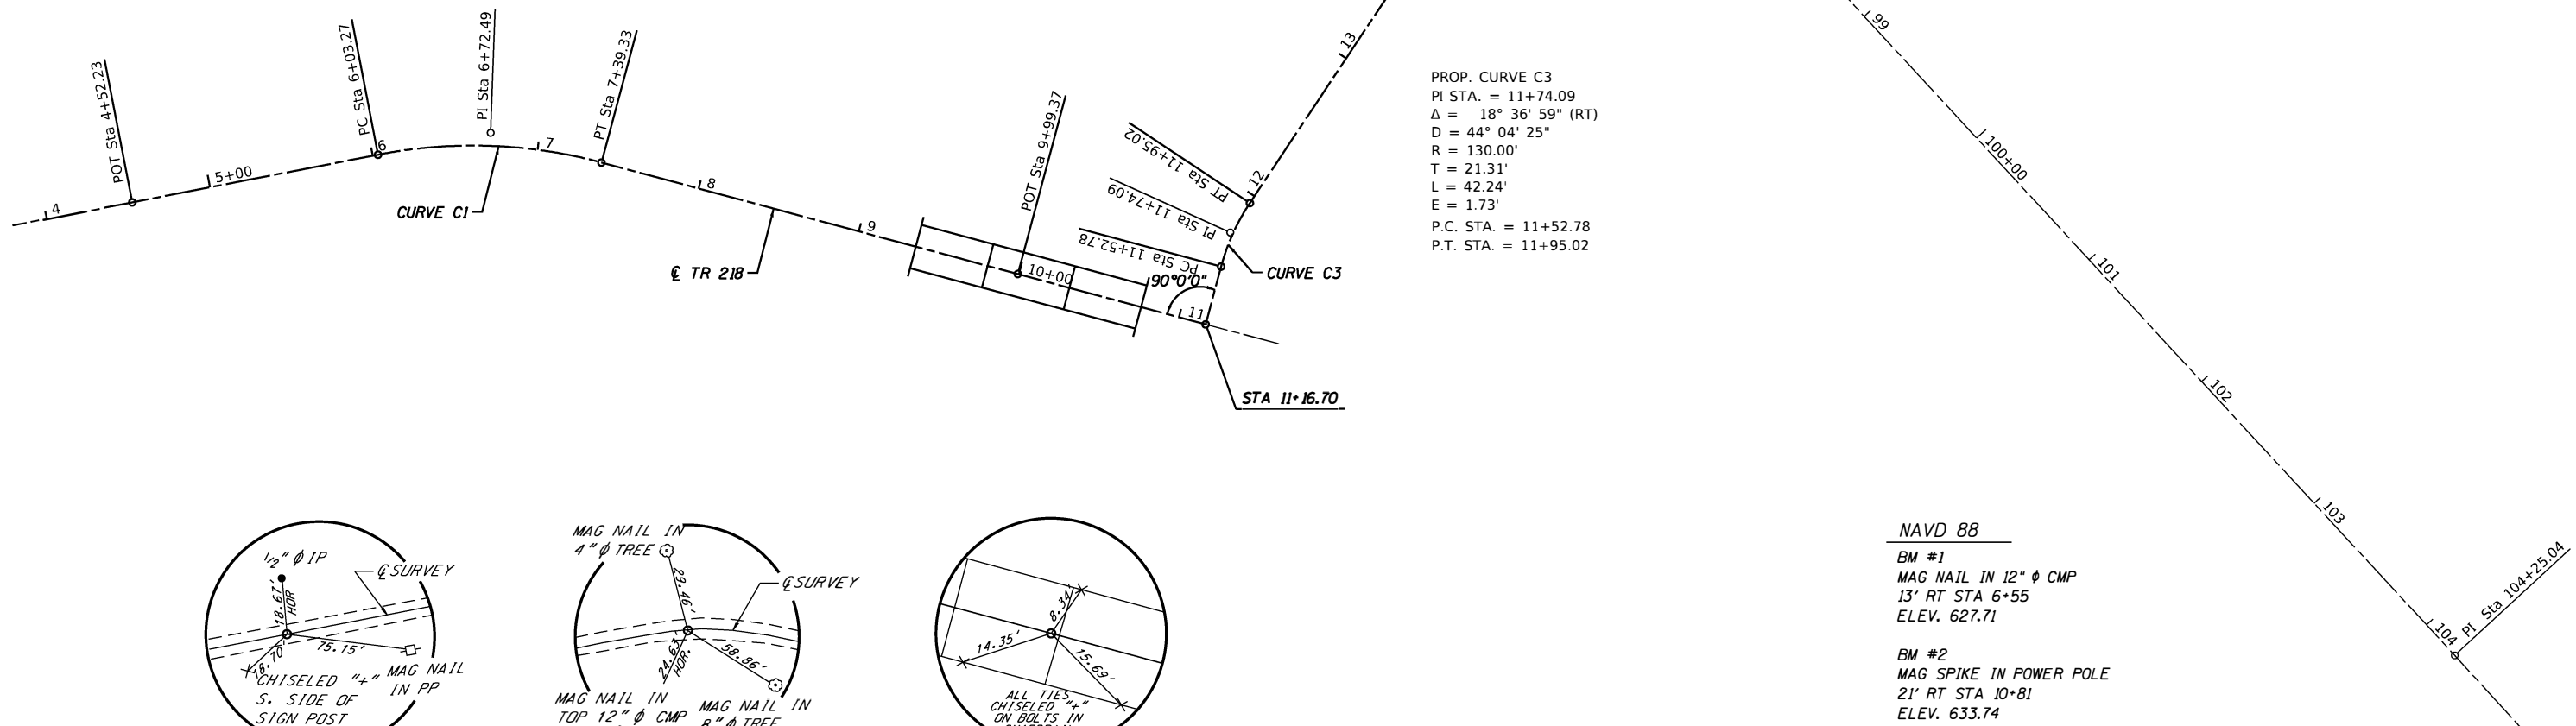 POT Sta 4+52.23
PC Sta 6+03.27
PI Sta 6+72.49
PT Sta 7+39.33
POT Sta 9+99.37
PC Sta 11+52.78
PI Sta 11+74.09
PT Sta 11+95.02
4
5+00
6
7
8
9
10+00
11
12
13
CURVE C1
℄ TR 218
90°0'0"
CURVE C3
STA 11+16.70
PROP. CURVE C3
PI STA. = 11+74.09
Δ = 18° 36' 59" (RT)
D = 44° 04' 25"
R = 130.00'
T = 21.31'
L = 42.24'
E = 1.73'
P.C. STA. = 11+52.78
P.T. STA. = 11+95.02
99
100+00
101
102
103
104
PI Sta 104+25.04
1/2" ϕ IP
℄ SURVEY
18.67'
HOR
75.15'
18.70'
CHISELED "+"
S. SIDE OF
SIGN POST
MAG NAIL
IN PP
MAG NAIL IN
4" ϕ TREE
℄ SURVEY
29.46'
24.63'
HOR.
58.86'
MAG NAIL IN
TOP 12" ϕ CMP
MAG NAIL IN
8" ϕ TREE
8.34'
14.35'
15.69'
ALL TIES
CHISELED "+"
ON BOLTS IN
NAVD 88
BM #1
MAG NAIL IN 12" ϕ CMP
13' RT STA 6+55
ELEV. 627.71
BM #2
MAG SPIKE IN POWER POLE
21' RT STA 10+81
ELEV. 633.74